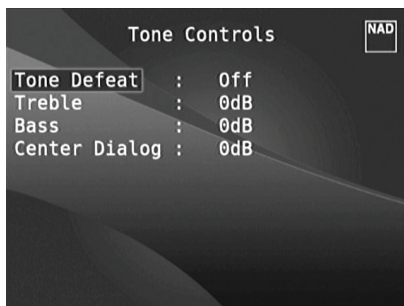 Tone Controls
NAD
Tone Defeat : Off
Treble : 0dB
Bass : 0dB
Center Dialog : 0dB